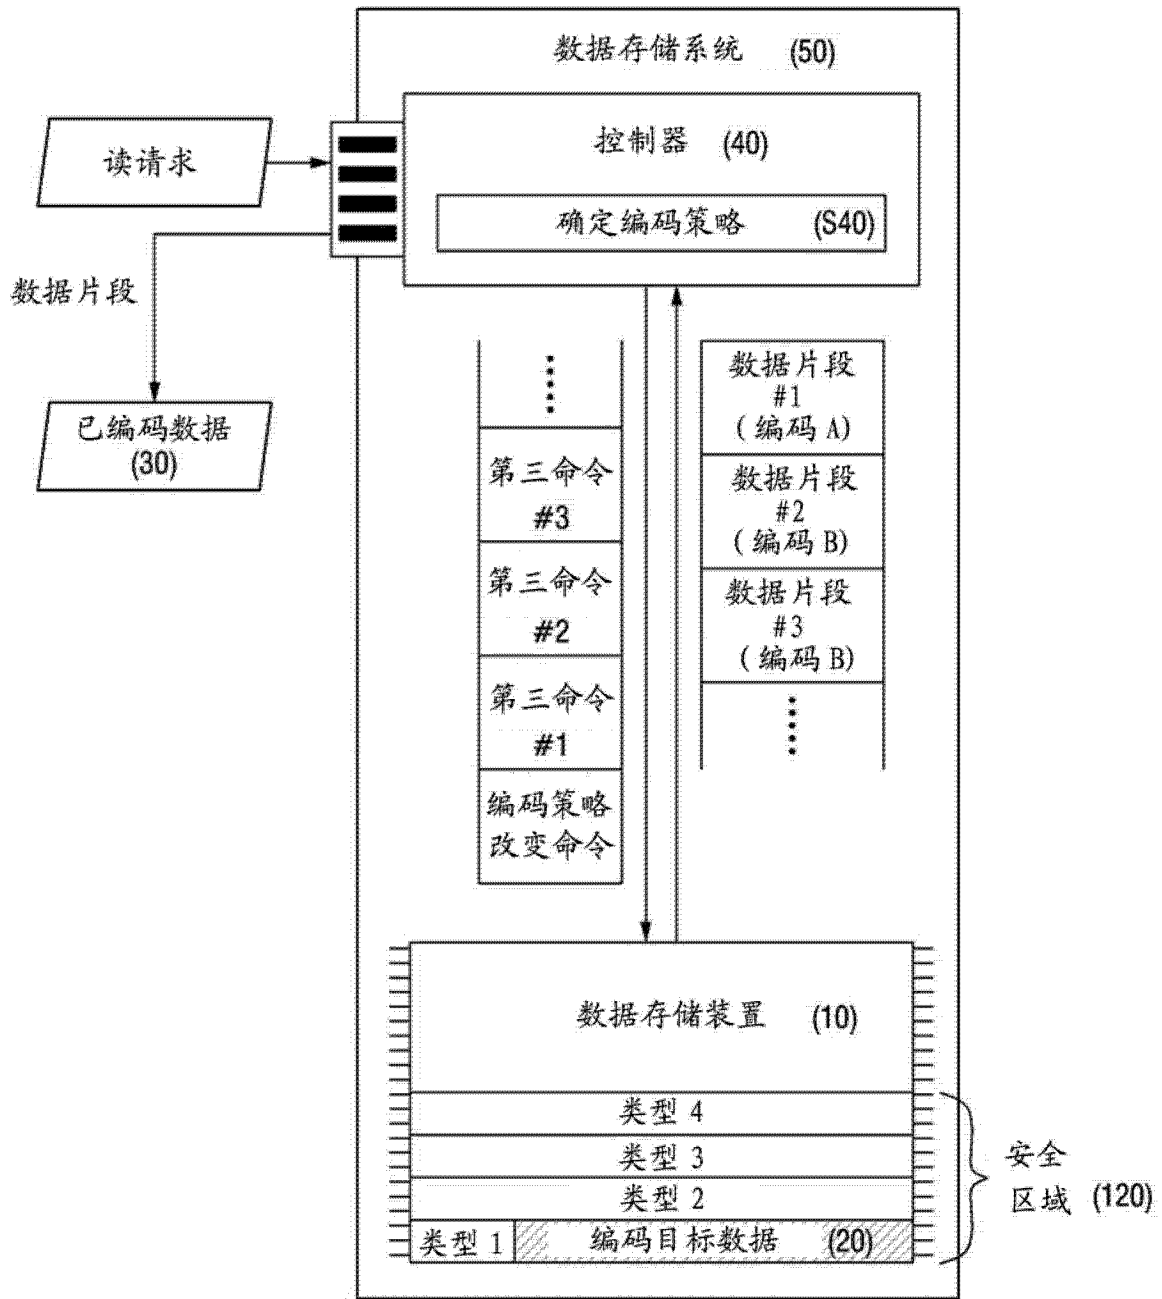 数据存储系统 (50)
读请求
控制器 (40)
确定编码策略 (S40)
数据片段
已编码数据
(30)
第三命令
#3
第三命令
#2
第三命令
#1
编码策略
改变命令
数据片段
#1
(编码 A)
数据片段
#2
(编码 B)
数据片段
#3
(编码 B)
数据存储装置 (10)
类型 4
类型 3
类型 2
类型 1 编码目标数据 (20)
安全
区域 (120)